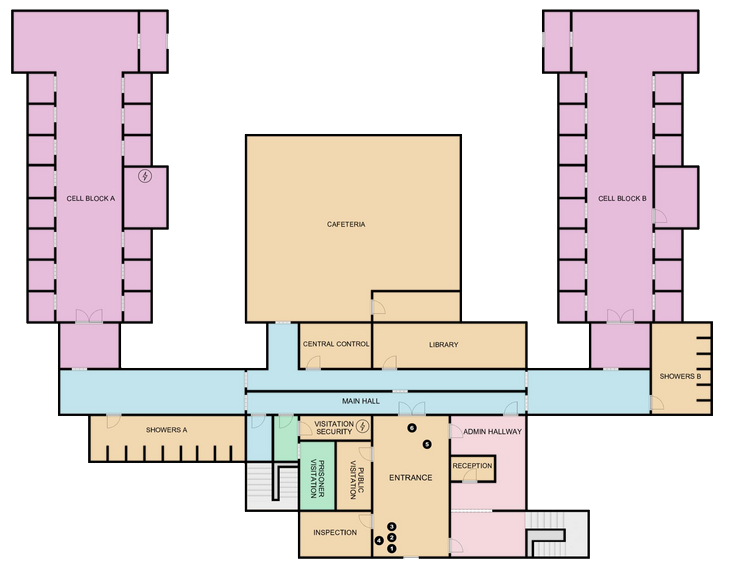 CELL BLOCK A
CELL BLOCK B
CAFETERIA
CENTRAL CONTROL
LIBRARY
SHOWERS B
MAIN HALL
SHOWERS A
VISITATION
SECURITY
6
5
ADMIN HALLWAY
PRISONER
VISITATION
PUBLIC
VISITATION
ENTRANCE
RECEPTION
INSPECTION
3
2
4
1